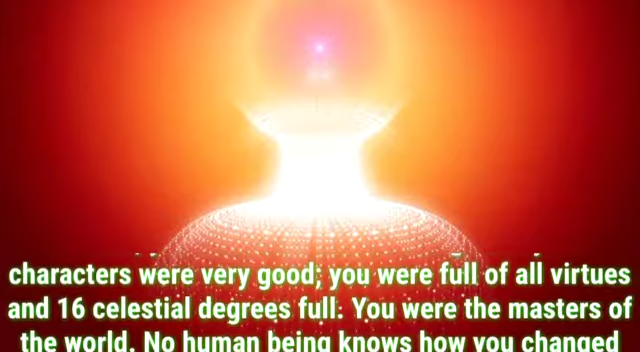 characters were very good; you were full of all virtues
and 16 celestial degrees full. You were the masters of
the world. No human being knows how you changed